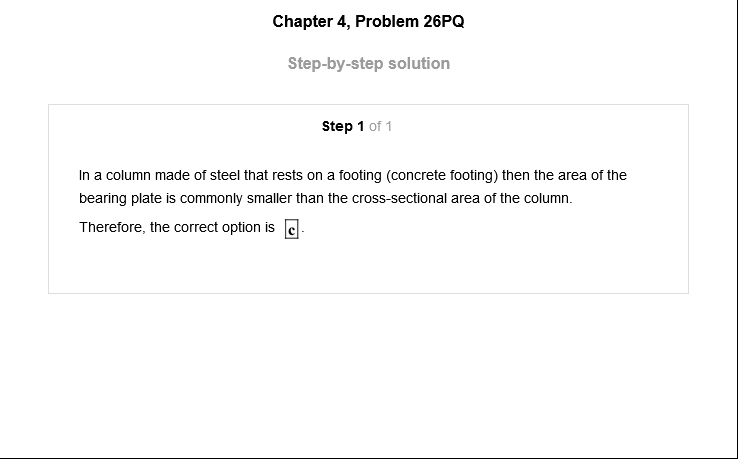 Chapter 4, Problem 26PQ
Step-by-step solution
Step 1 of 1
In a column made of steel that rests on a footing (concrete footing) then the area of the
bearing plate is commonly smaller than the cross-sectional area of the column.
Therefore, the correct option is c.